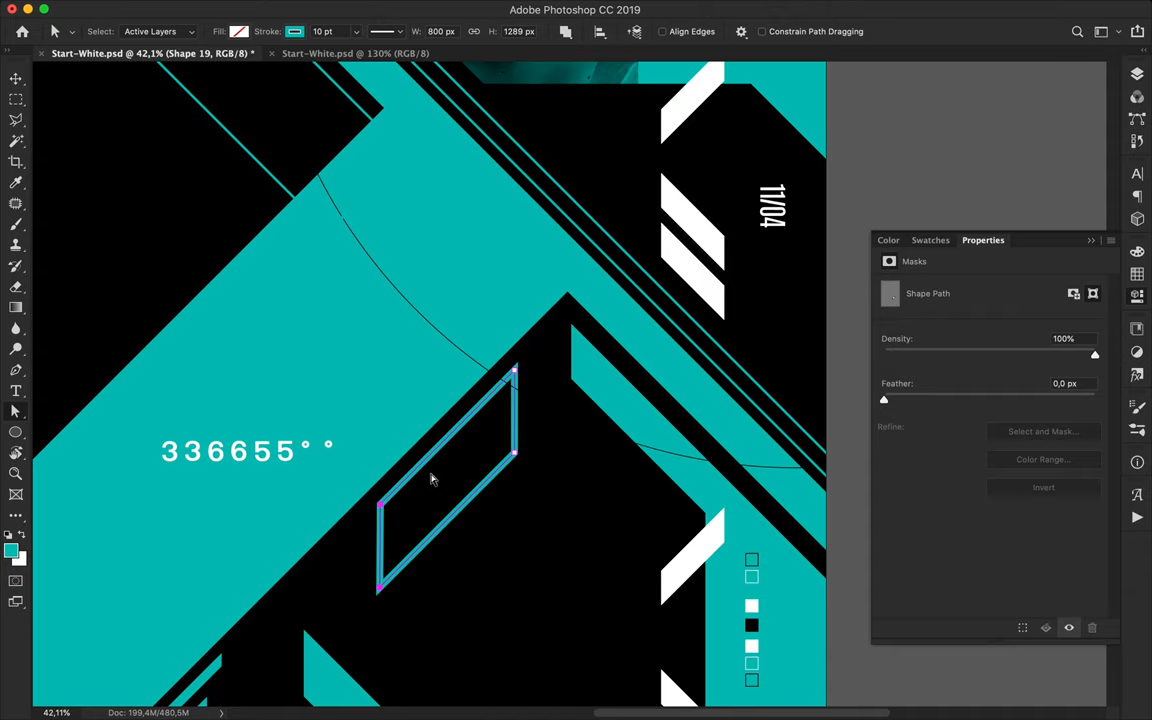 Adobe Photoshop CC 2019
Select: Active Layers Fill: Stroke: 10 pt W: 800 px H: 1289 px Align Edges Constrain Path Dragging
Start-White.psd @ 42,1% (Shape 19, RGB/8) * Start-White.psd @ 130% (RGB/8)
11/04
Color Swatches Properties
Masks
Shape Path
Density: 100%
Feather: 0,0 px
Refine: Select and Mask...
Color Range...
Invert
336655°°
42,11% Doc: 199,4M/480,5M